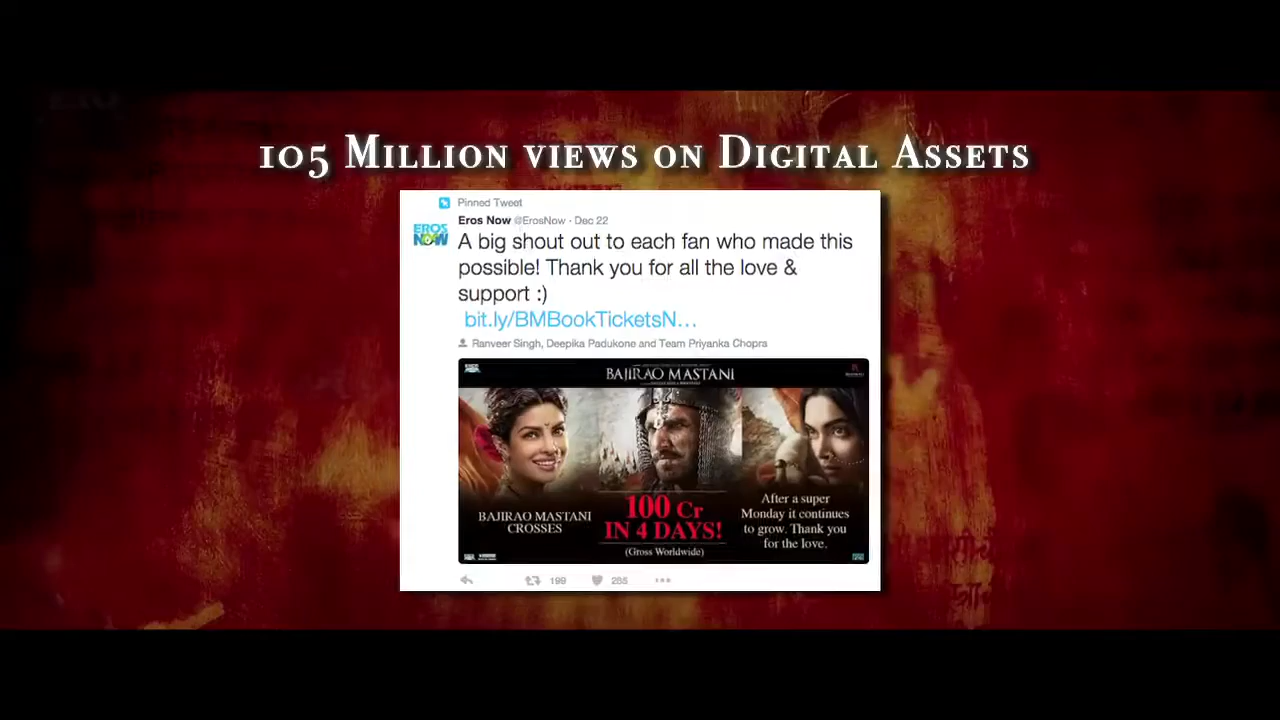 105 Million views on Digital Assets
Pinned Tweet
Eros Now @ErosNow · Dec 22
EROS
NOW
A big shout out to each fan who made this
possible! Thank you for all the love &
support :)
bit.ly/BMBookTicketsN…
Ranveer Singh, Deepika Padukone and Team Priyanka Chopra
BAJIRAO MASTANI
BAJIRAO MASTANI
CROSSES
100 Cr
IN 4 DAYS!
(Gross Worldwide)
After a super
Monday it continues
to grow. Thank you
for the love.
199
285